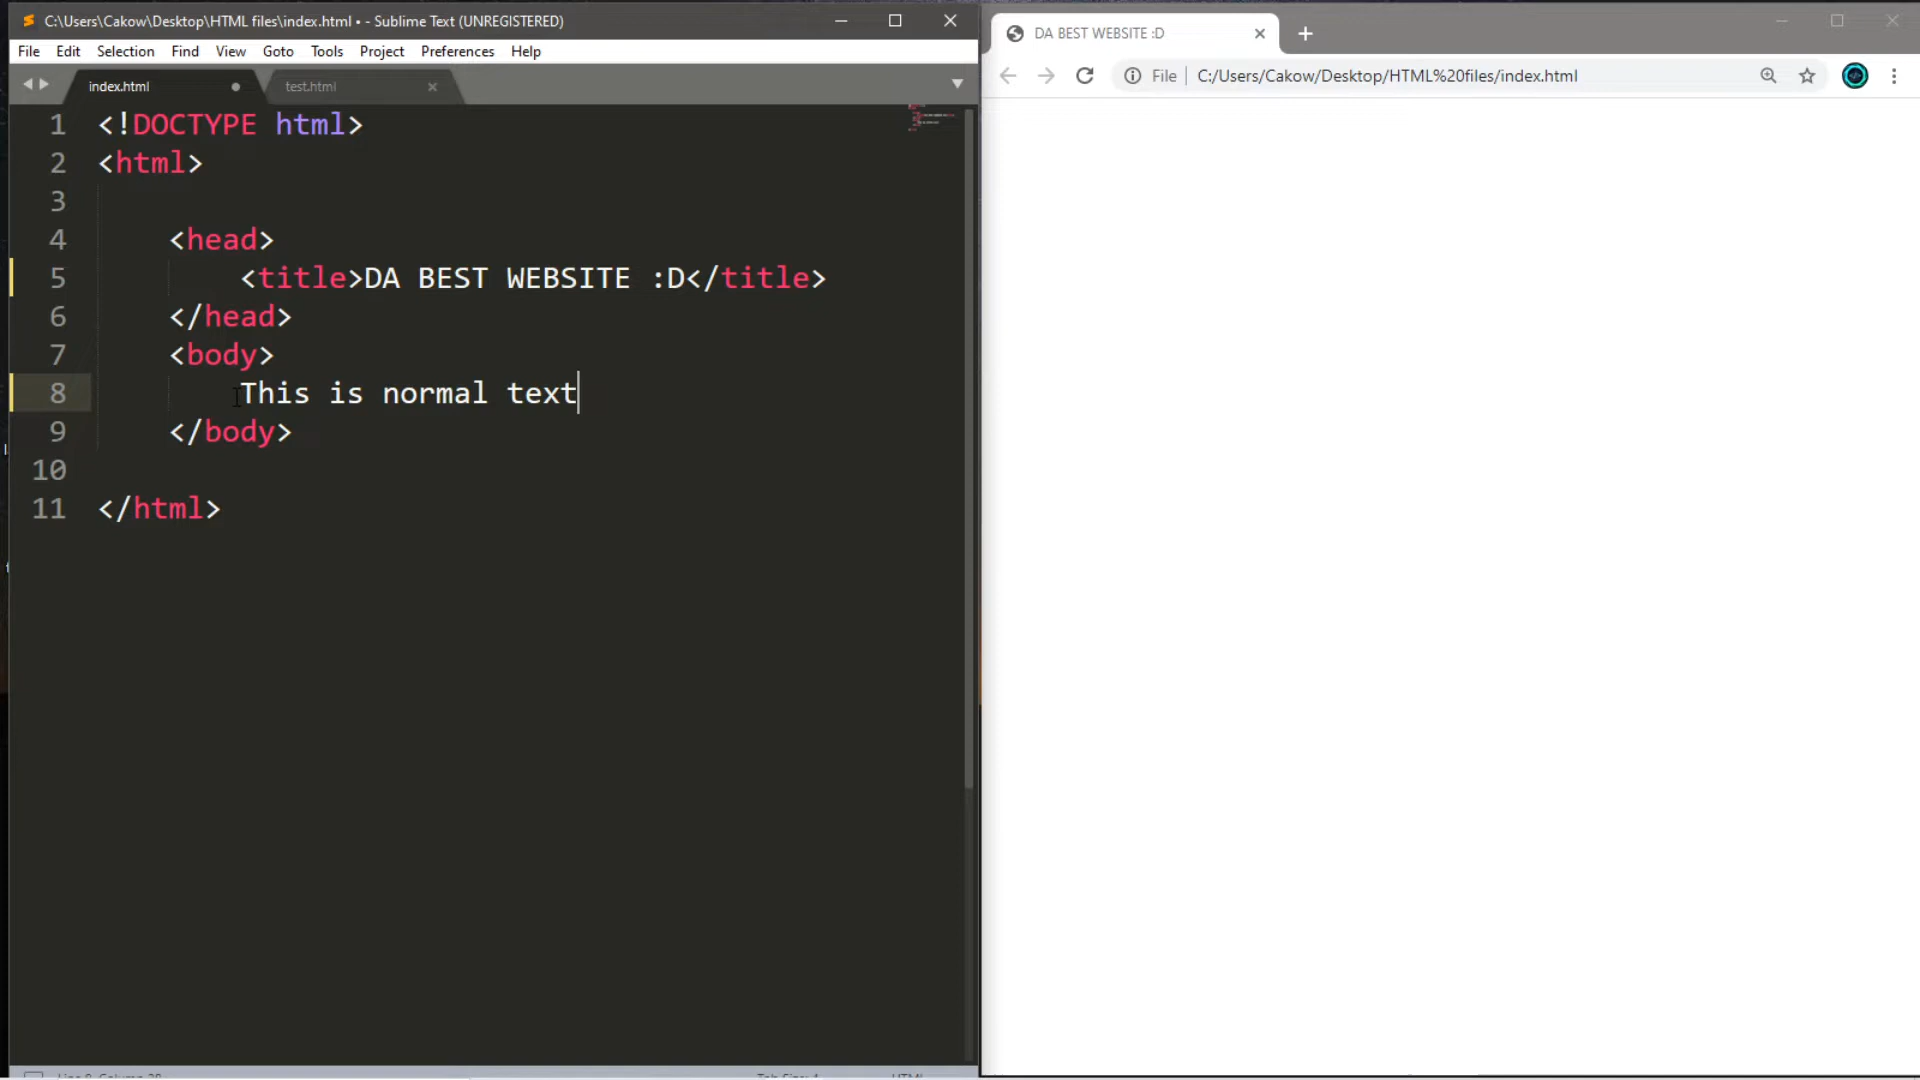 C:\Users\Cakow\Desktop\HTML files\index.html • - Sublime Text (UNREGISTERED)
File Edit Selection Find View Goto Tools Project Preferences Help
index.html
test.html
1 <!DOCTYPE html>
2 <html>
3
4 <head>
5 <title>DA BEST WEBSITE :D</title>
6 </head>
7 <body>
8 This is normal text
9 </body>
10
11 </html>
DA BEST WEBSITE :D
File C:/Users/Cakow/Desktop/HTML%20files/index.html